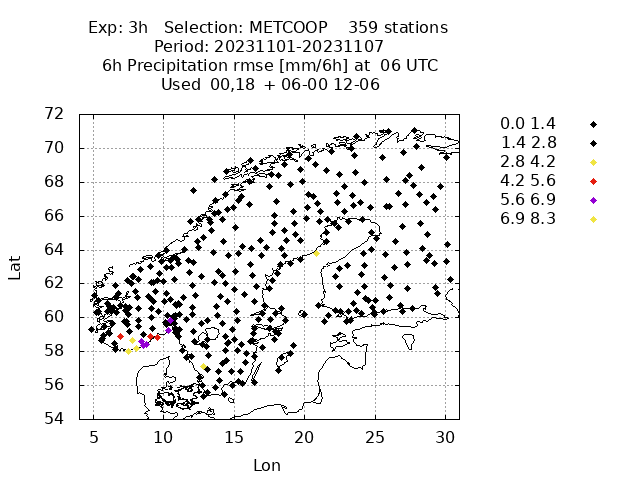 Exp: 3h   Selection: METCOOP    359 stations
Period: 20231101-20231107
6h Precipitation rmse [mm/6h] at  06 UTC
Used  00,18  + 06-00 12-06
72
70
68
66
64
62
60
58
56
54
Lat
5 10 15 20 25 30
Lon
0.0 1.4
1.4 2.8
2.8 4.2
4.2 5.6
5.6 6.9
6.9 8.3